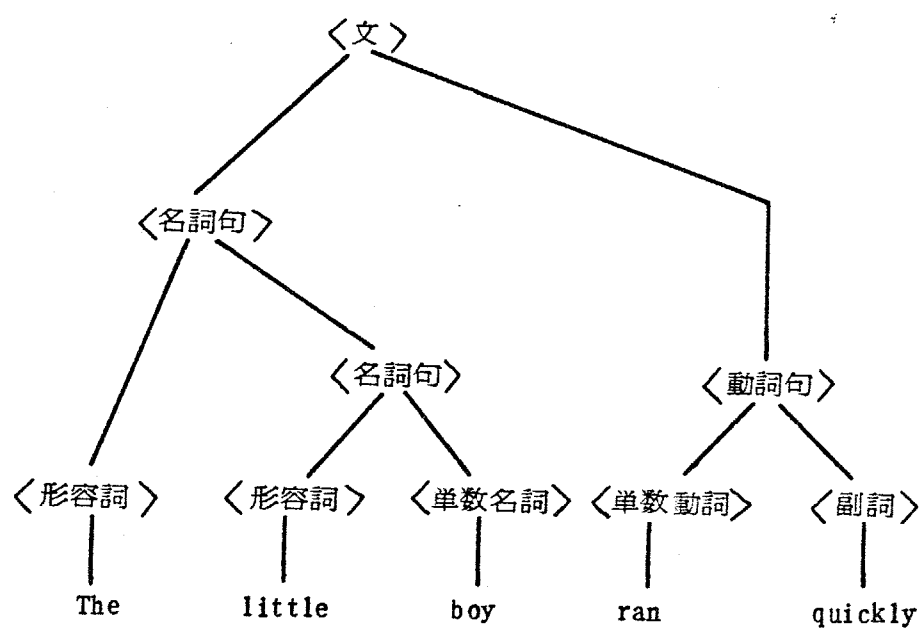 〈文〉
〈名詞句〉
〈名詞句〉 〈動詞句〉
〈形容詞〉 〈形容詞〉 〈単数名詞〉 〈単数動詞〉 〈副詞〉
The little boy ran quickly